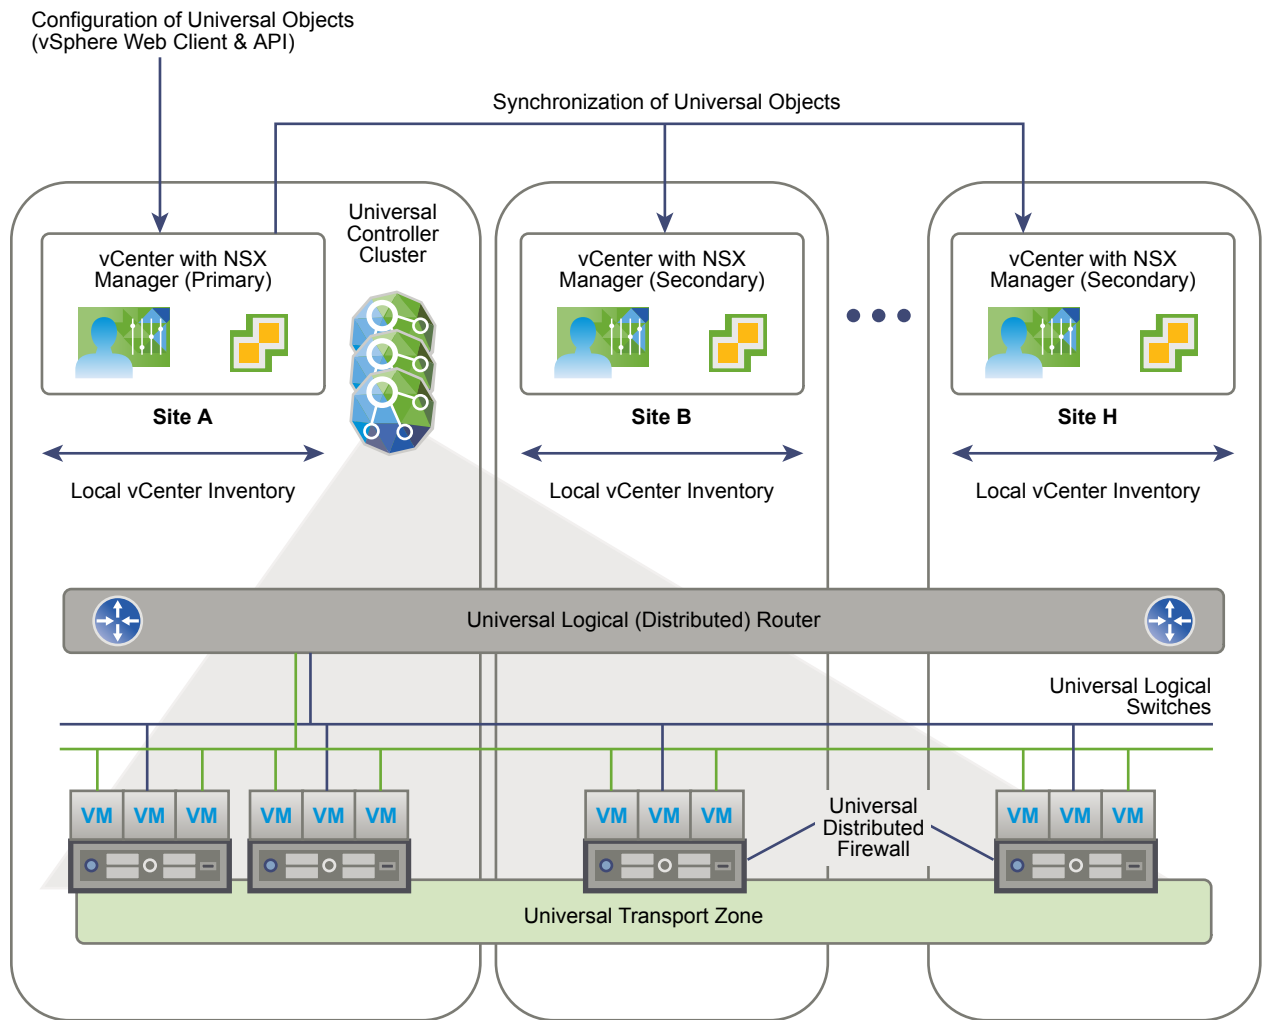 Configuration of Universal Objects
(vSphere Web Client & API)
Synchronization of Universal Objects
Universal
Controller
Cluster
vCenter with NSX
Manager (Primary)
vCenter with NSX
Manager (Secondary)
vCenter with NSX
Manager (Secondary)
Site A
Site B
Site H
Local vCenter Inventory
Local vCenter Inventory
Local vCenter Inventory
Universal Logical (Distributed) Router
Universal Logical
Switches
VM VM VM
VM VM VM
VM VM VM
VM VM VM
Universal
Distributed
Firewall
Universal Transport Zone